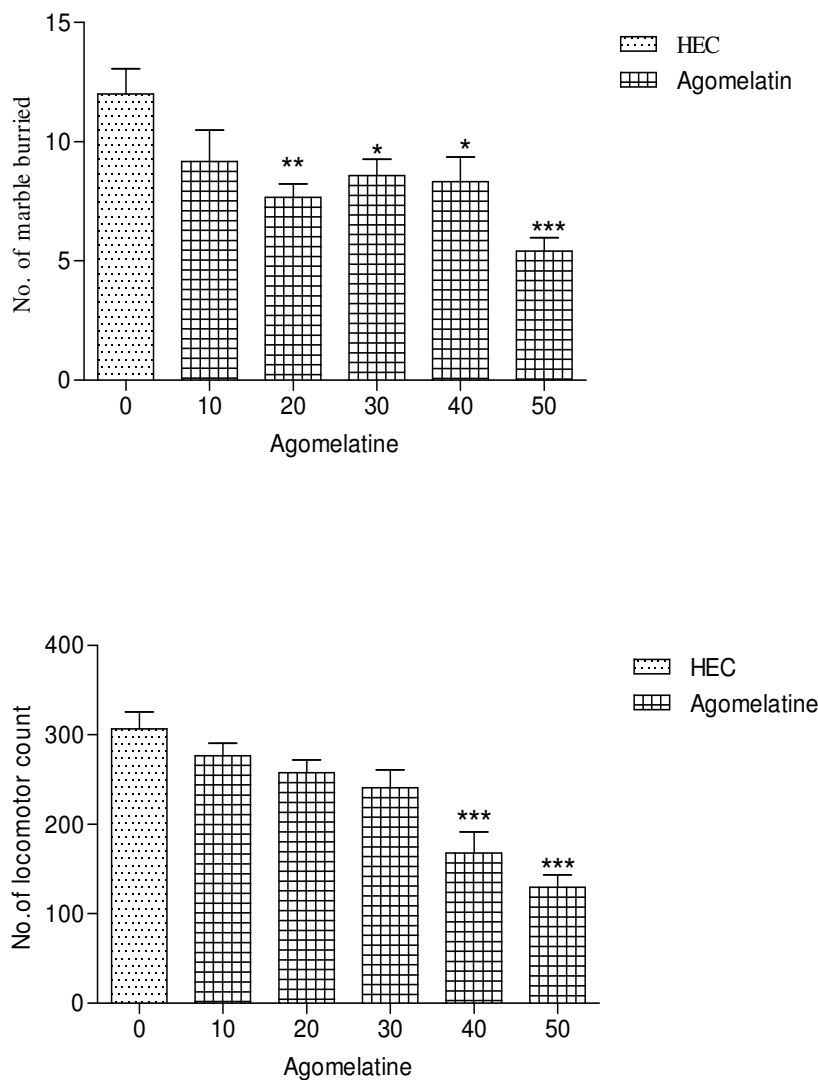 15
10
5
0
No. of marble burried
**
*
*
***
0 10 20 30 40 50
Agomelatine
HEC
Agomelatin
400
300
200
100
0
No.of locomotor count
***
***
0 10 20 30 40 50
Agomelatine
HEC
Agomelatine